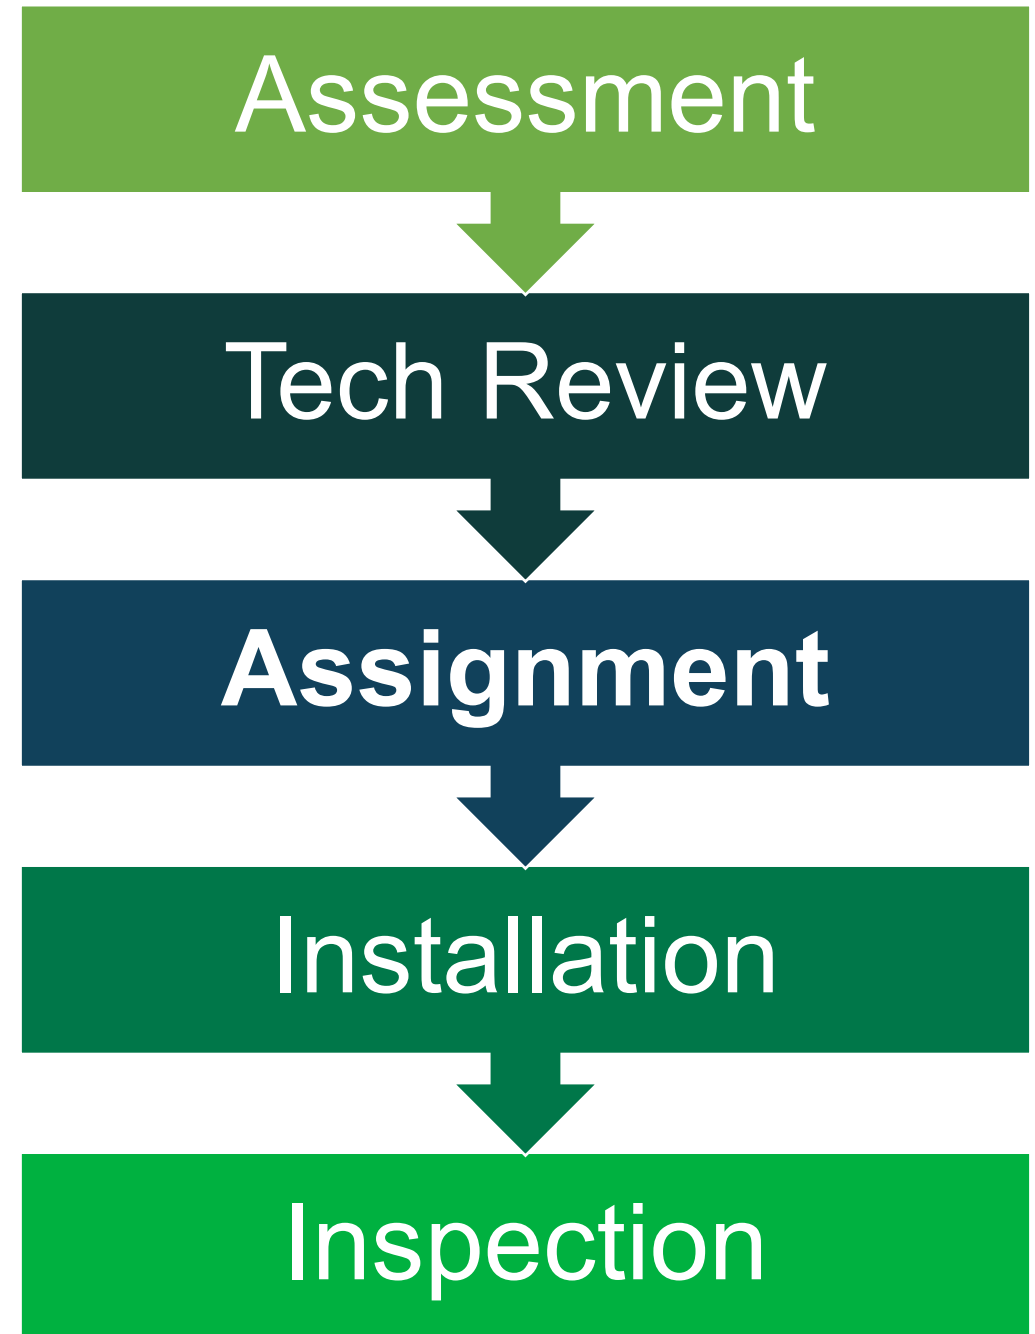 Assessment
Tech Review
Assignment
Installation
Inspection